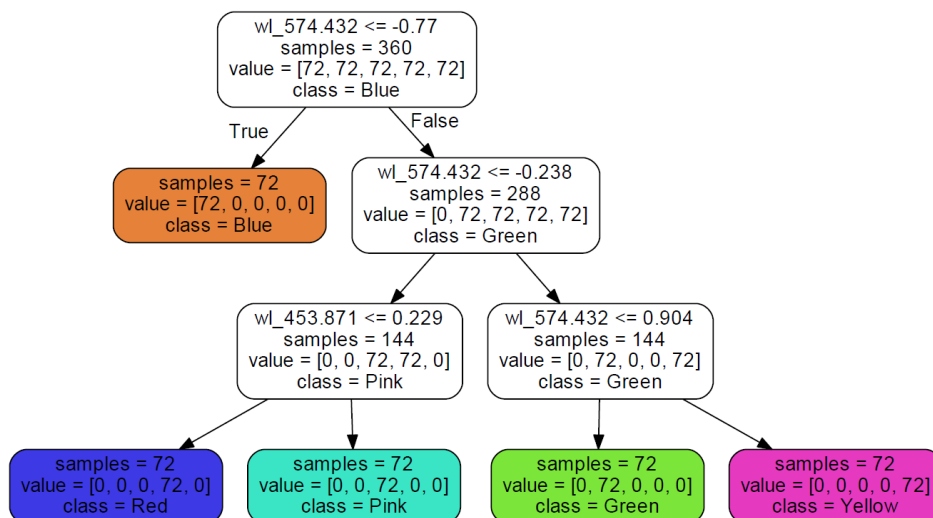 wl_574.432 <= -0.77
samples = 360
value = [72, 72, 72, 72, 72]
class = Blue
True
False
samples = 72
value = [72, 0, 0, 0, 0]
class = Blue
wl_574.432 <= -0.238
samples = 288
value = [0, 72, 72, 72, 72]
class = Green
wl_453.871 <= 0.229
samples = 144
value = [0, 0, 72, 72, 0]
class = Pink
wl_574.432 <= 0.904
samples = 144
value = [0, 72, 0, 0, 72]
class = Green
samples = 72
value = [0, 0, 0, 72, 0]
class = Red
samples = 72
value = [0, 0, 72, 0, 0]
class = Pink
samples = 72
value = [0, 72, 0, 0, 0]
class = Green
samples = 72
value = [0, 0, 0, 0, 72]
class = Yellow